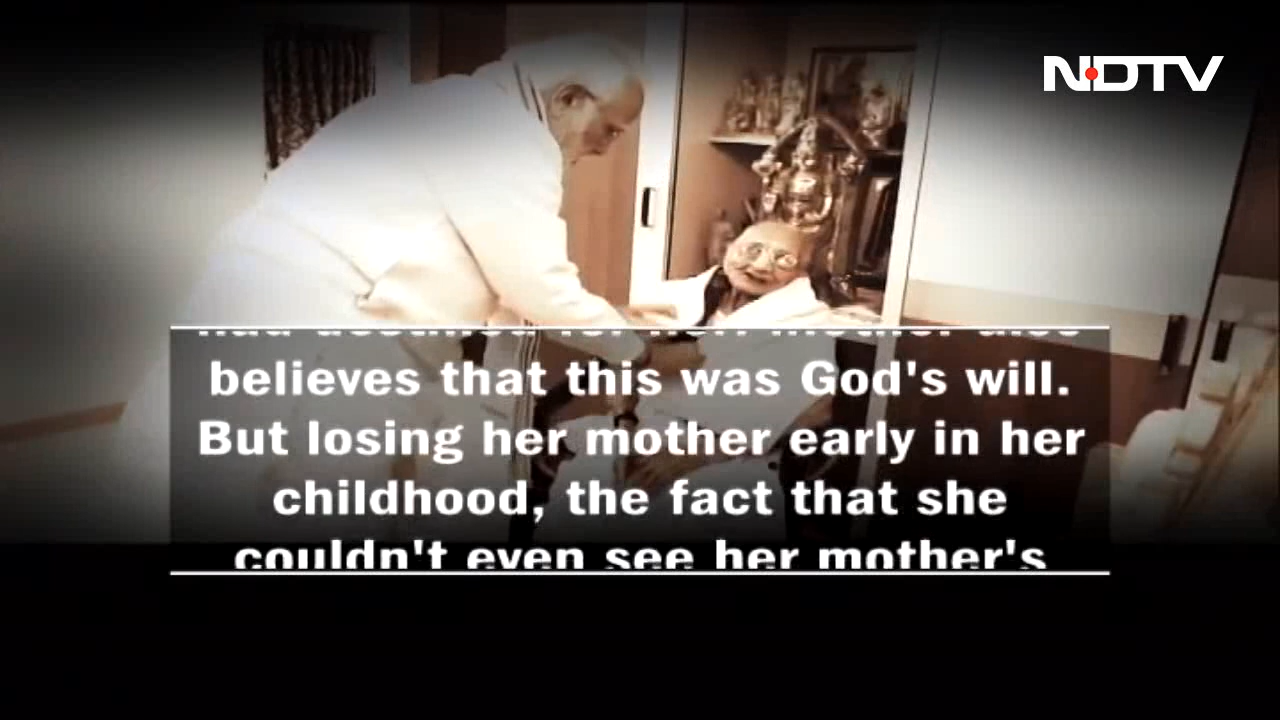 NDTV
believes that this was God's will.
But losing her mother early in her
childhood, the fact that she
couldn't even see her mother's